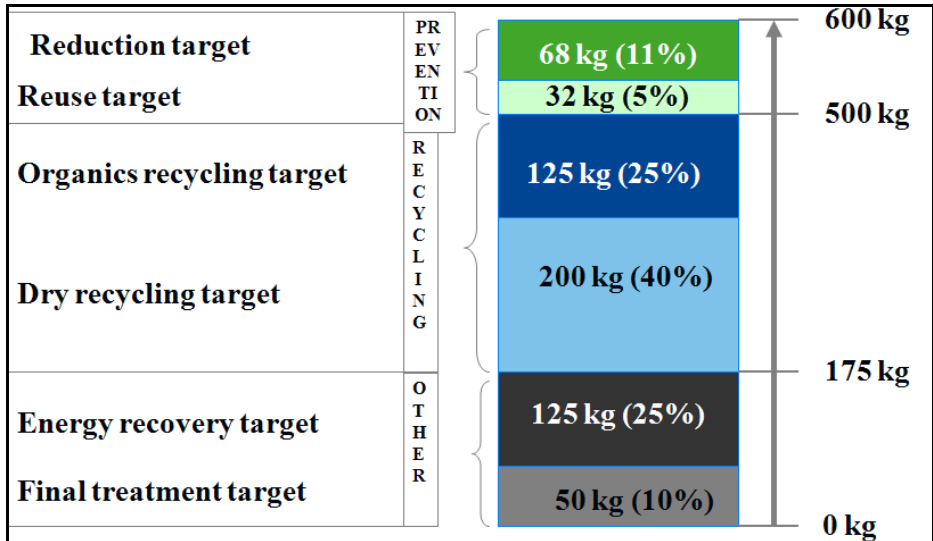 Reduction target
Reuse target
PR
EV
EN
TI
ON
68 kg (11%)
32 kg (5%)
600 kg
500 kg
Organics recycling target
Dry recycling target
R
E
C
Y
C
L
I
N
G
125 kg (25%)
200 kg (40%)
175 kg
Energy recovery target
Final treatment target
O
T
H
E
R
125 kg (25%)
50 kg (10%)
0 kg